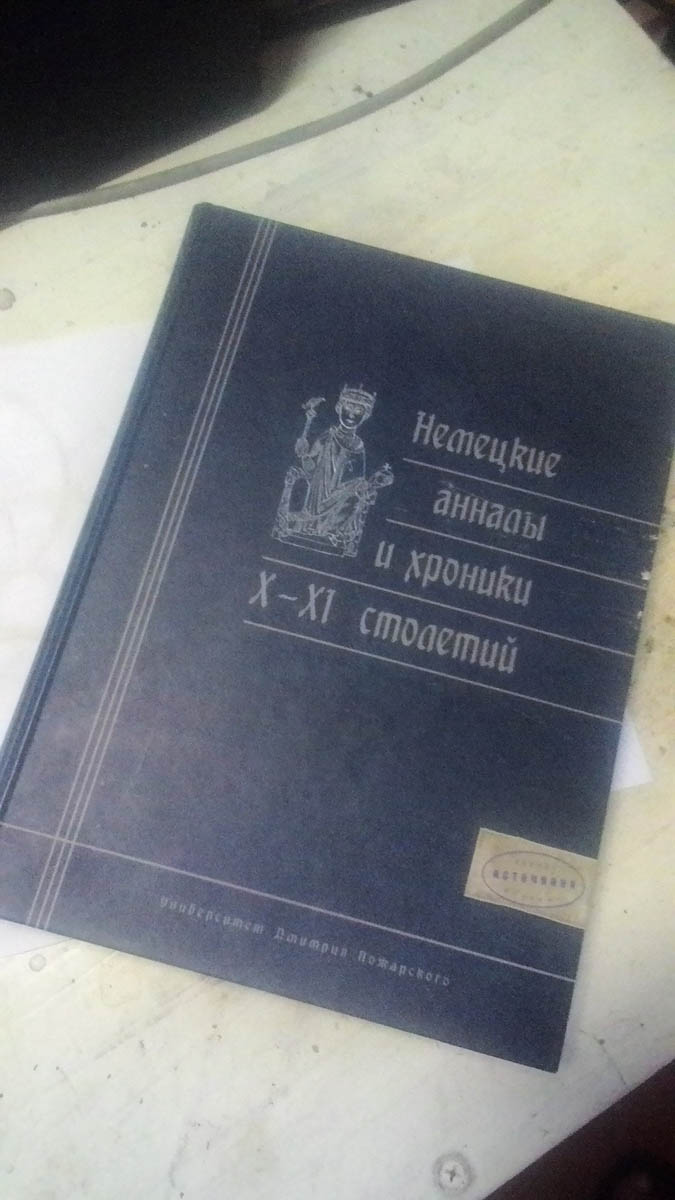 Немецкие
анналы
и хроники
X–XI столетий
источники
Университет Дмитрия Пожарского